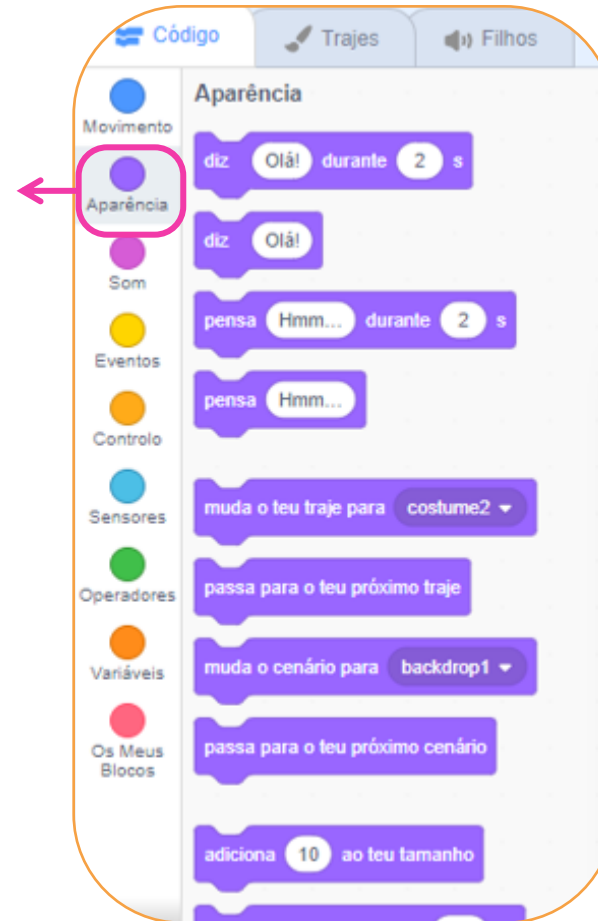 Código Trajes Filhos
Movimento
Aparência
Som
Eventos
Controlo
Sensores
Operadores
Variáveis
Os Meus
Blocos
Aparência
diz Olá! durante 2 s
diz Olá!
pensa Hmm... durante 2 s
pensa Hmm...
muda o teu traje para costume2
passa para o teu próximo traje
muda o cenário para backdrop1
passa para o teu próximo cenário
adiciona 10 ao teu tamanho